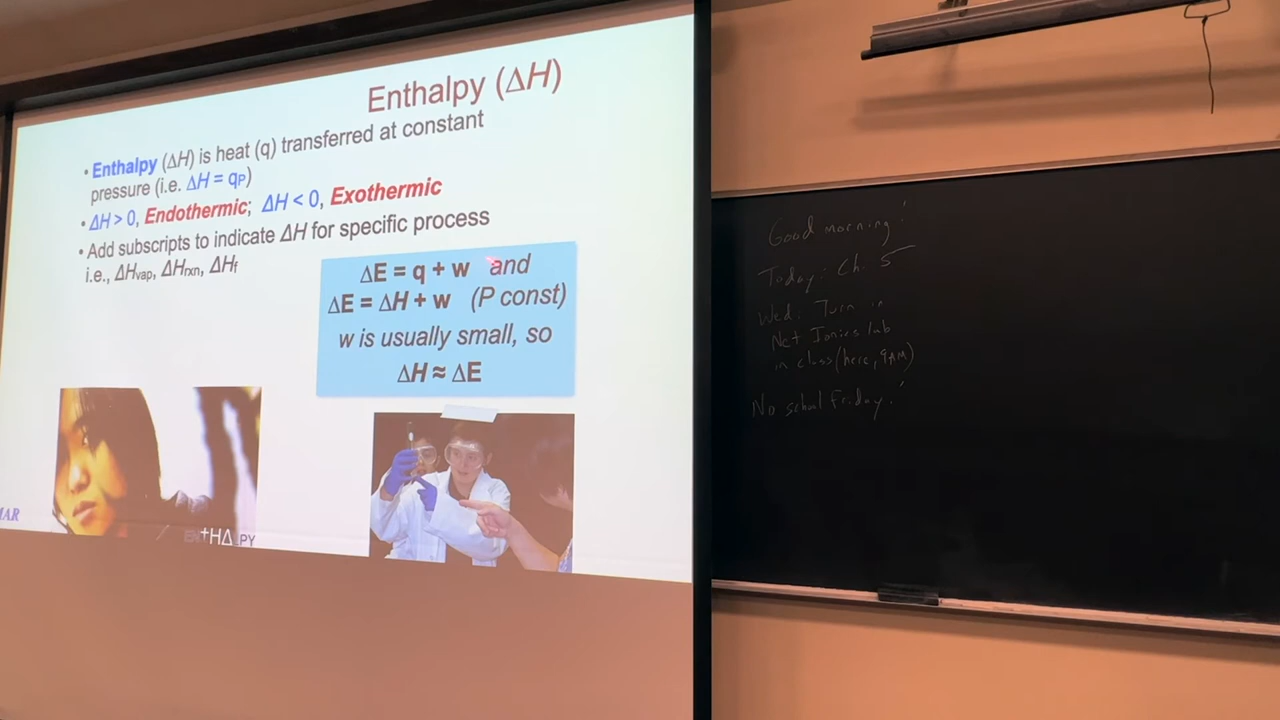 Enthalpy (ΔH)
• Enthalpy (ΔH) is heat (q) transferred at constant
pressure (i.e. ΔH = qP)
• ΔH > 0, Endothermic; ΔH < 0, Exothermic
• Add subscripts to indicate ΔH for specific process
i.e., ΔHvap, ΔHrxn, ΔHf
ΔE = q + w and
ΔE = ΔH + w (P const)
w is usually small, so
ΔH ≈ ΔE
MAR
ENTHALPY
Good morning!
Today: Ch. 5
Wed: Turn in
Net Ionics lab
in class (here, 9AM)
No school Friday!